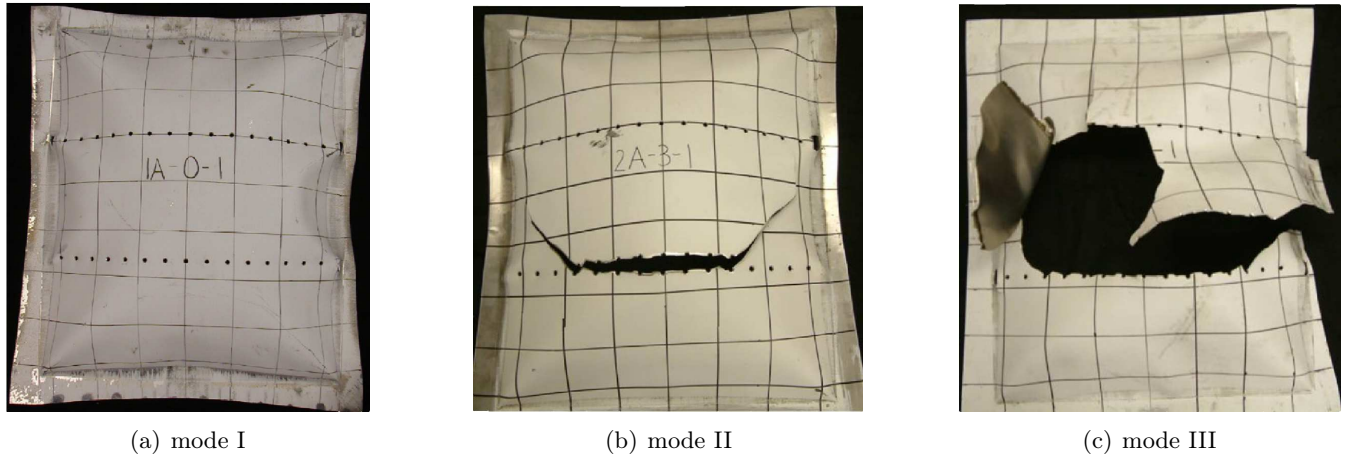 1A-0-1
2A-3-1
-1
(a) mode I
(b) mode II
(c) mode III